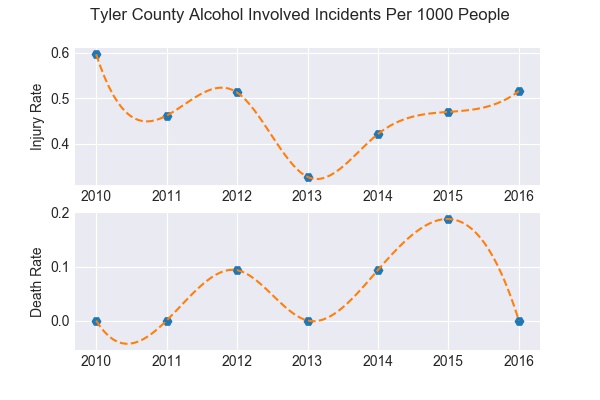 Tyler County Alcohol Involved Incidents Per 1000 People
Injury Rate
0.6
0.5
0.4
2010 2011 2012 2013 2014 2015 2016
Death Rate
0.2
0.1
0.0
2010 2011 2012 2013 2014 2015 2016